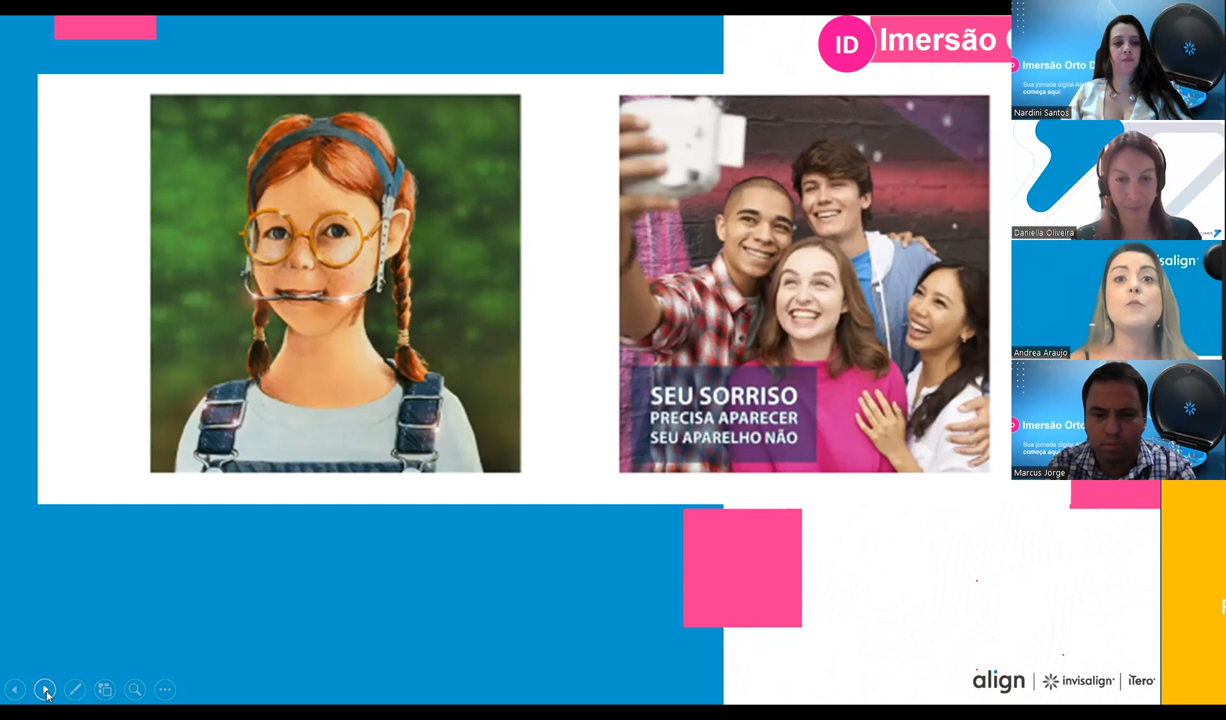 ID
Imersão
SEU SORRISO
PRECISA APARECER
SEU APARELHO NÃO
align | invisalign | iTero
Imersão Orto D
Sua jornada digital
começa aqui
Nardini Santos
Daniella Oliveira
salign
Andrea Araujo
Imersão Orto
Sua jornada digital
começa aqui
Marcus Jorge